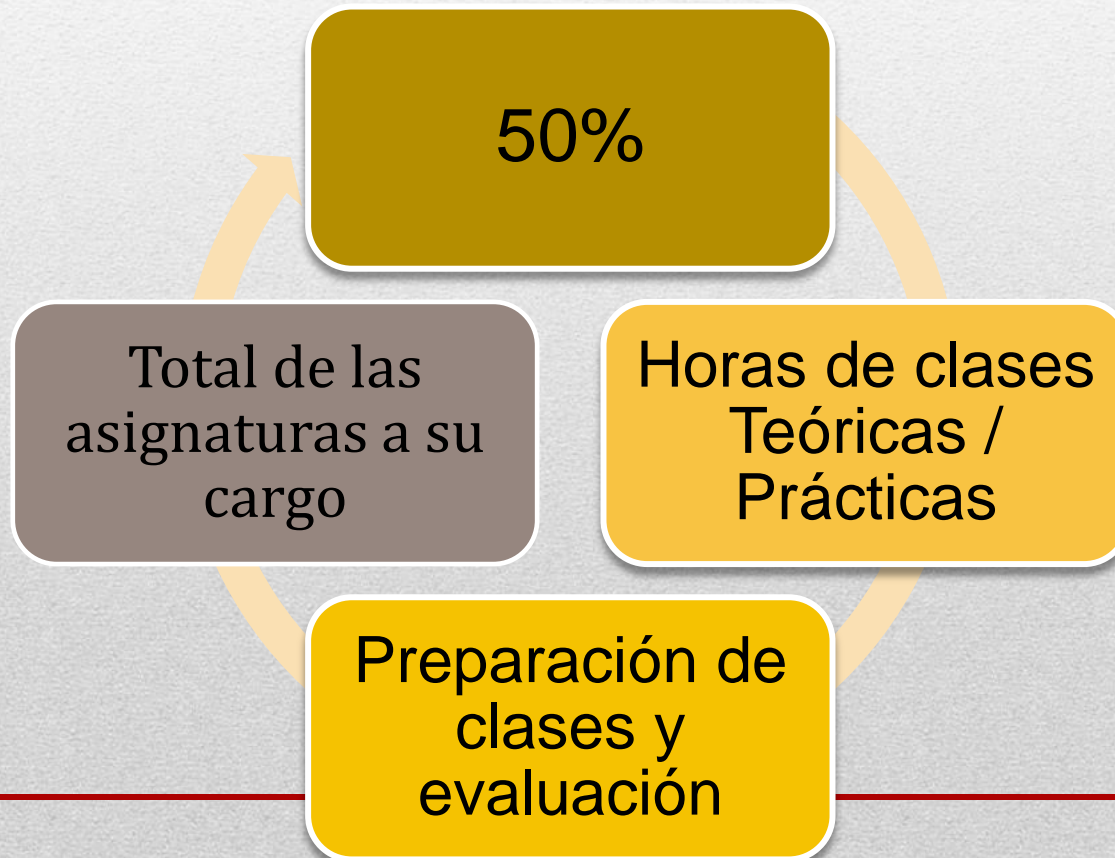 50%
Total de las
asignaturas a su
cargo
Horas de clases
Teóricas /
Prácticas
Preparación de
clases y
evaluación